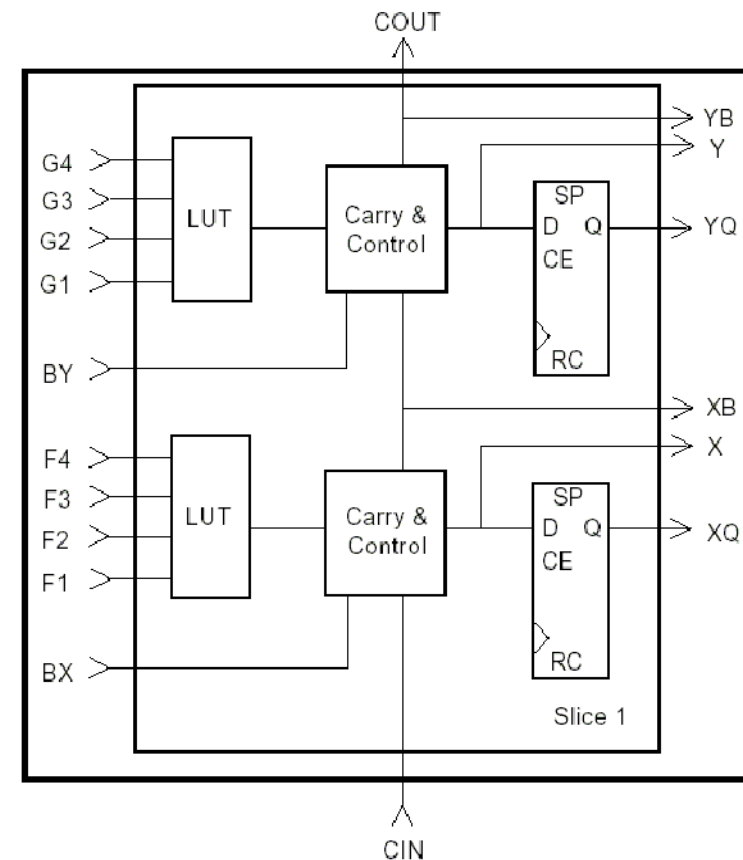 COUT
YB
Y
G4
G3
G2
G1
LUT
Carry &
Control
SP
D Q
CE
RC
YQ
BY
XB
X
F4
F3
F2
F1
LUT
Carry &
Control
SP
D Q
CE
RC
XQ
BX
Slice 1
CIN